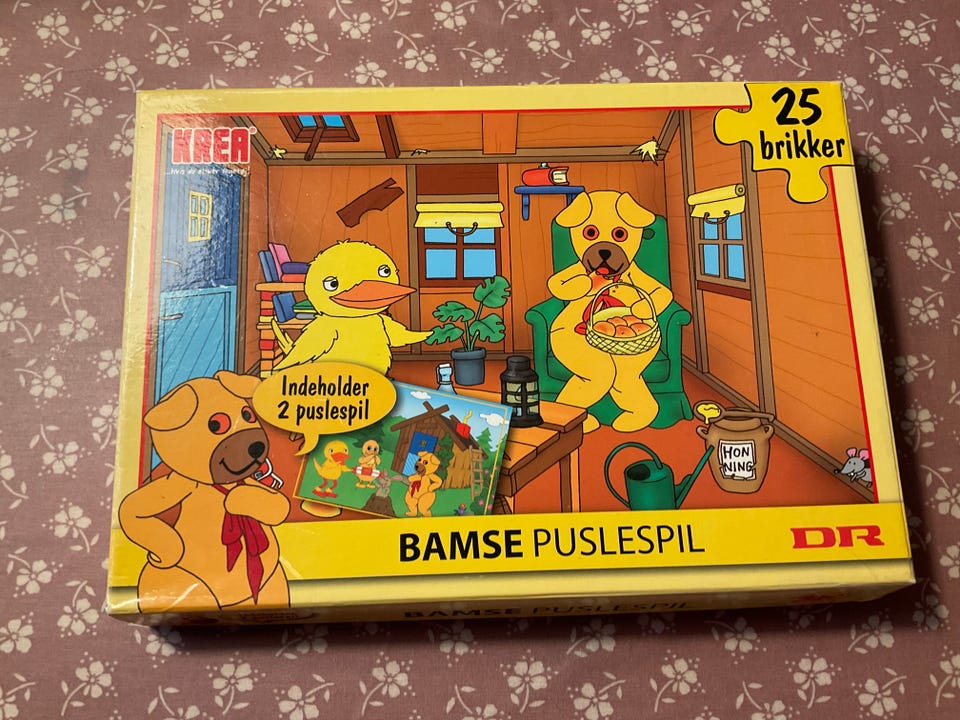 KREA
25
brikker
Indeholder
2 puslespil
HON
NING
BAMSE PUSLESPIL
DR
BAMSE PUSLESPIL